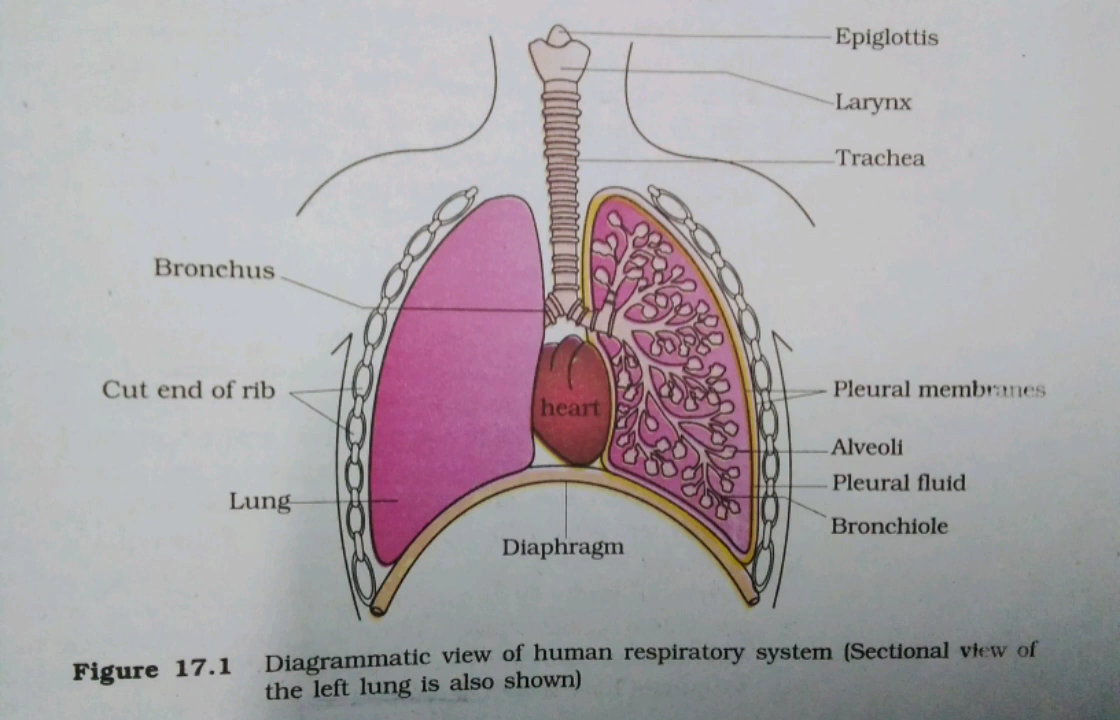 Epiglottis
Larynx
Trachea
Bronchus
Cut end of rib
heart
Pleural membranes
Alveoli
Pleural fluid
Lung
Bronchiole
Diaphragm
Figure 17.1 Diagrammatic view of human respiratory system (Sectional view of
the left lung is also shown)